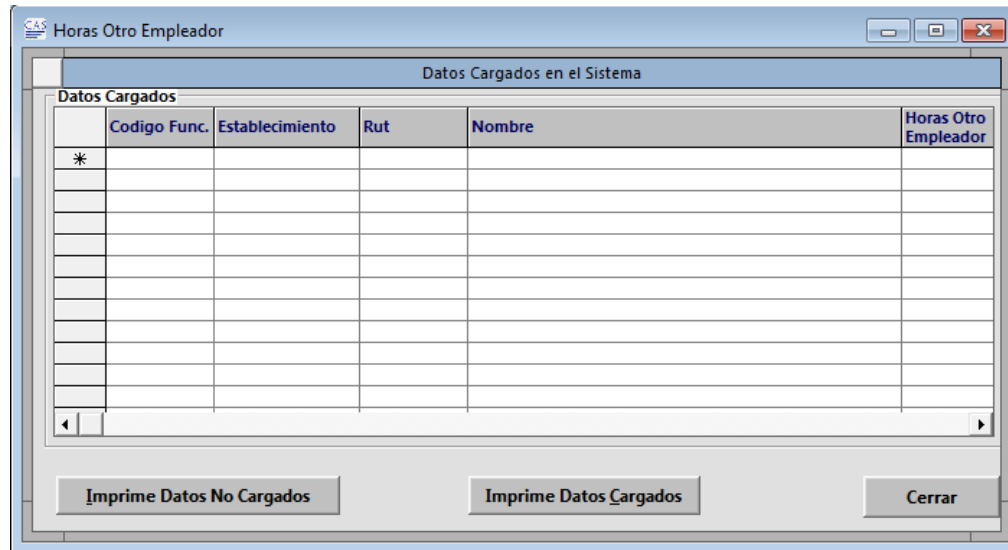 CAS Horas Otro Empleador
Datos Cargados en el Sistema
Datos Cargados
Codigo Func. Establecimiento Rut Nombre Horas Otro Empleador
Imprime Datos No Cargados Imprime Datos Cargados Cerrar